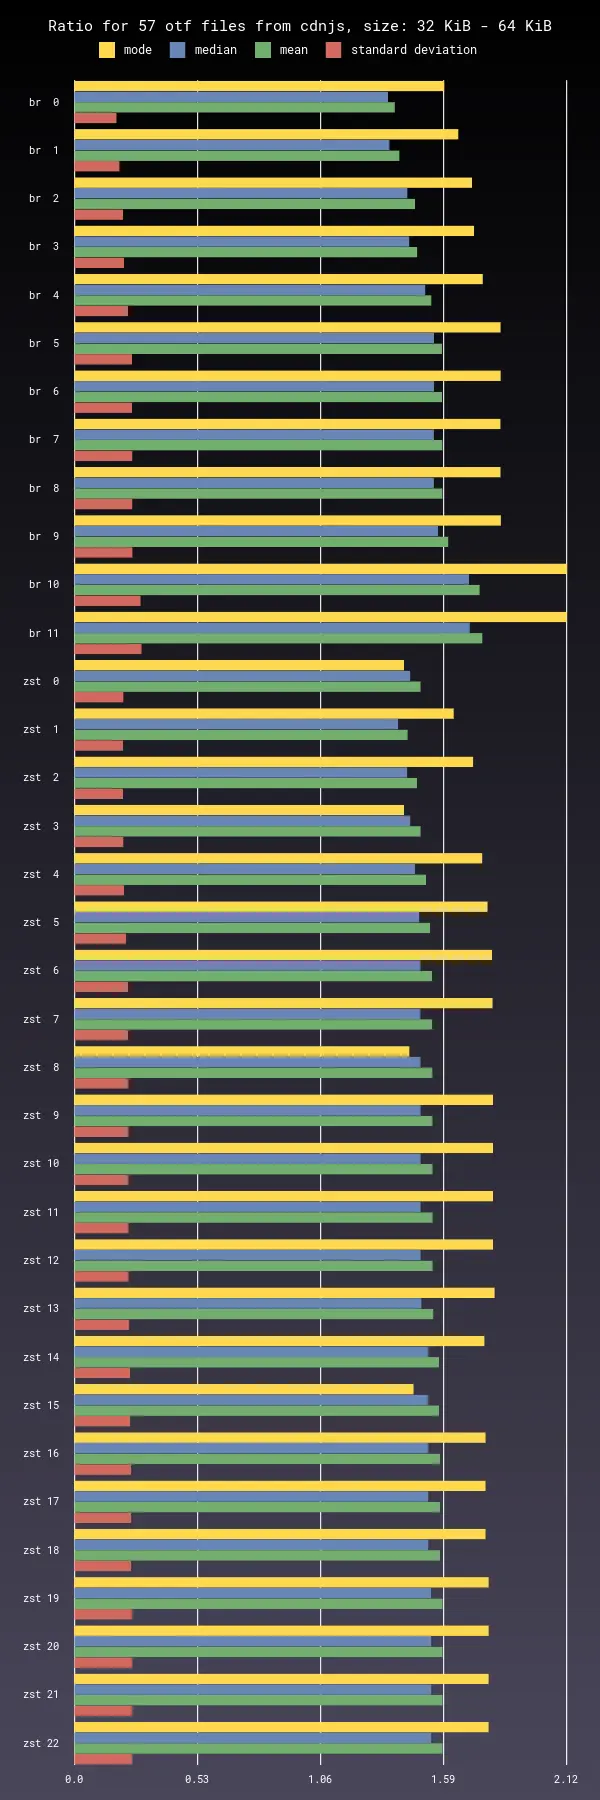 Ratio for 57 otf files from cdnjs, size: 32 KiB - 64 KiB
mode median mean standard deviation
br 0
br 1
br 2
br 3
br 4
br 5
br 6
br 7
br 8
br 9
br 10
br 11
zst 0
zst 1
zst 2
zst 3
zst 4
zst 5
zst 6
zst 7
zst 8
zst 9
zst 10
zst 11
zst 12
zst 13
zst 14
zst 15
zst 16
zst 17
zst 18
zst 19
zst 20
zst 21
zst 22
0.0 0.53 1.06 1.59 2.12